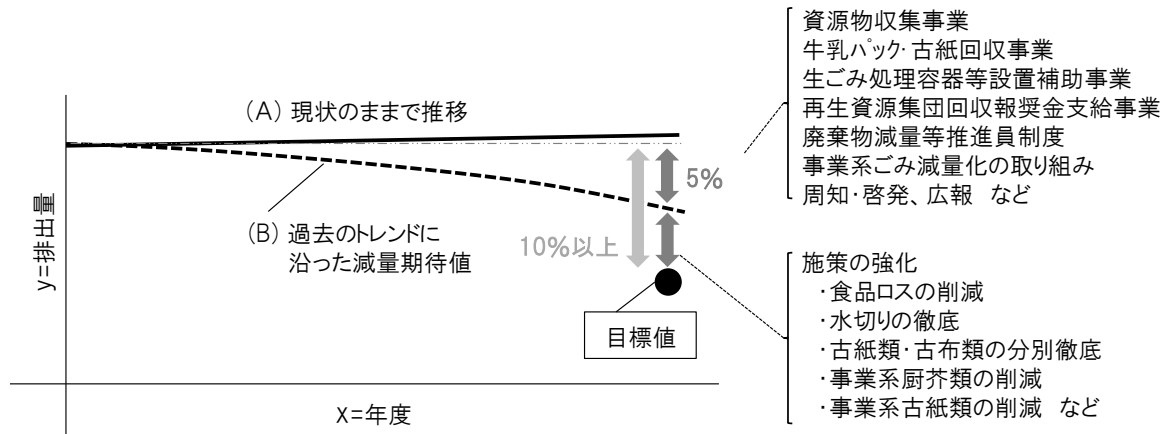 資源物収集事業
牛乳パック・古紙回収事業
生ごみ処理容器等設置補助事業
再生資源集団回収報奨金支給事業
廃棄物減量等推進員制度
事業系ごみ減量化の取り組み
周知・啓発、広報 など
(A) 現状のままで推移
5%
(B) 過去のトレンドに
沿った減量期待値
10%以上
y=排出量
目標値
x=年度
施策の強化
・食品ロスの削減
・水切りの徹底
・古紙類・古布類の分別徹底
・事業系厨芥類の削減
・事業系古紙類の削減 など